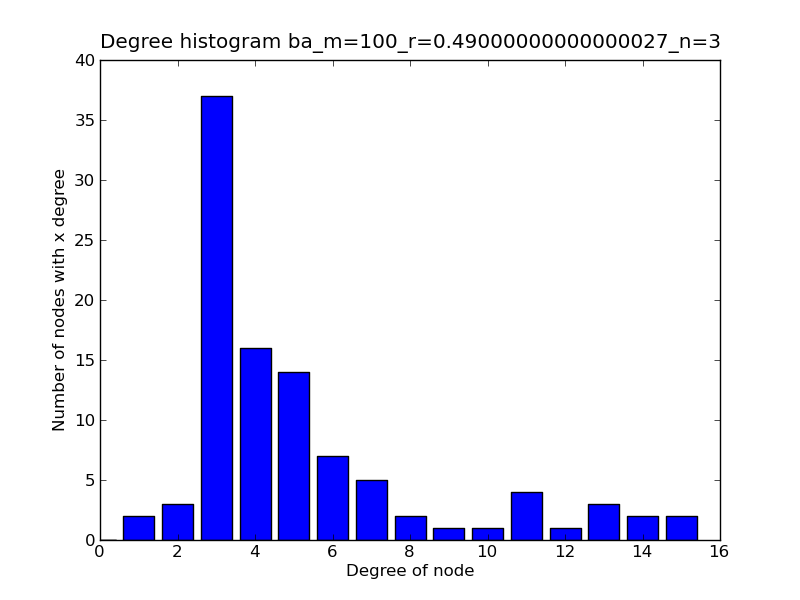 Degree histogram ba_m=100_r=0.49000000000000027_n=3
Number of nodes with x degree
40
35
30
25
20
15
10
5
0
0 2 4 6 8 10 12 14 16
Degree of node